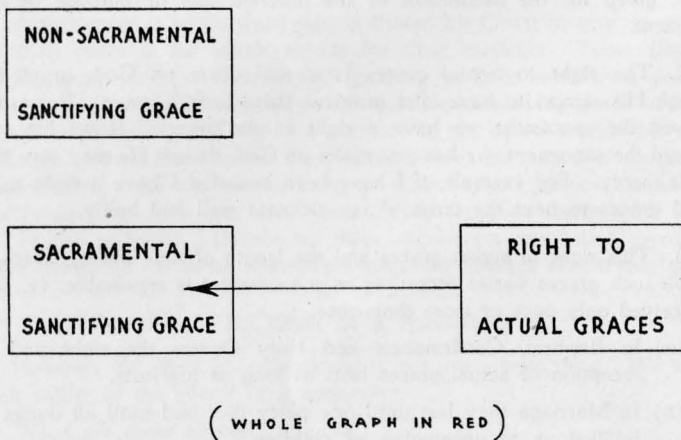 NON-SACRAMENTAL
SANCTIFYING GRACE
SACRAMENTAL
SANCTIFYING GRACE
RIGHT TO
ACTUAL GRACES
(WHOLE GRAPH IN RED)